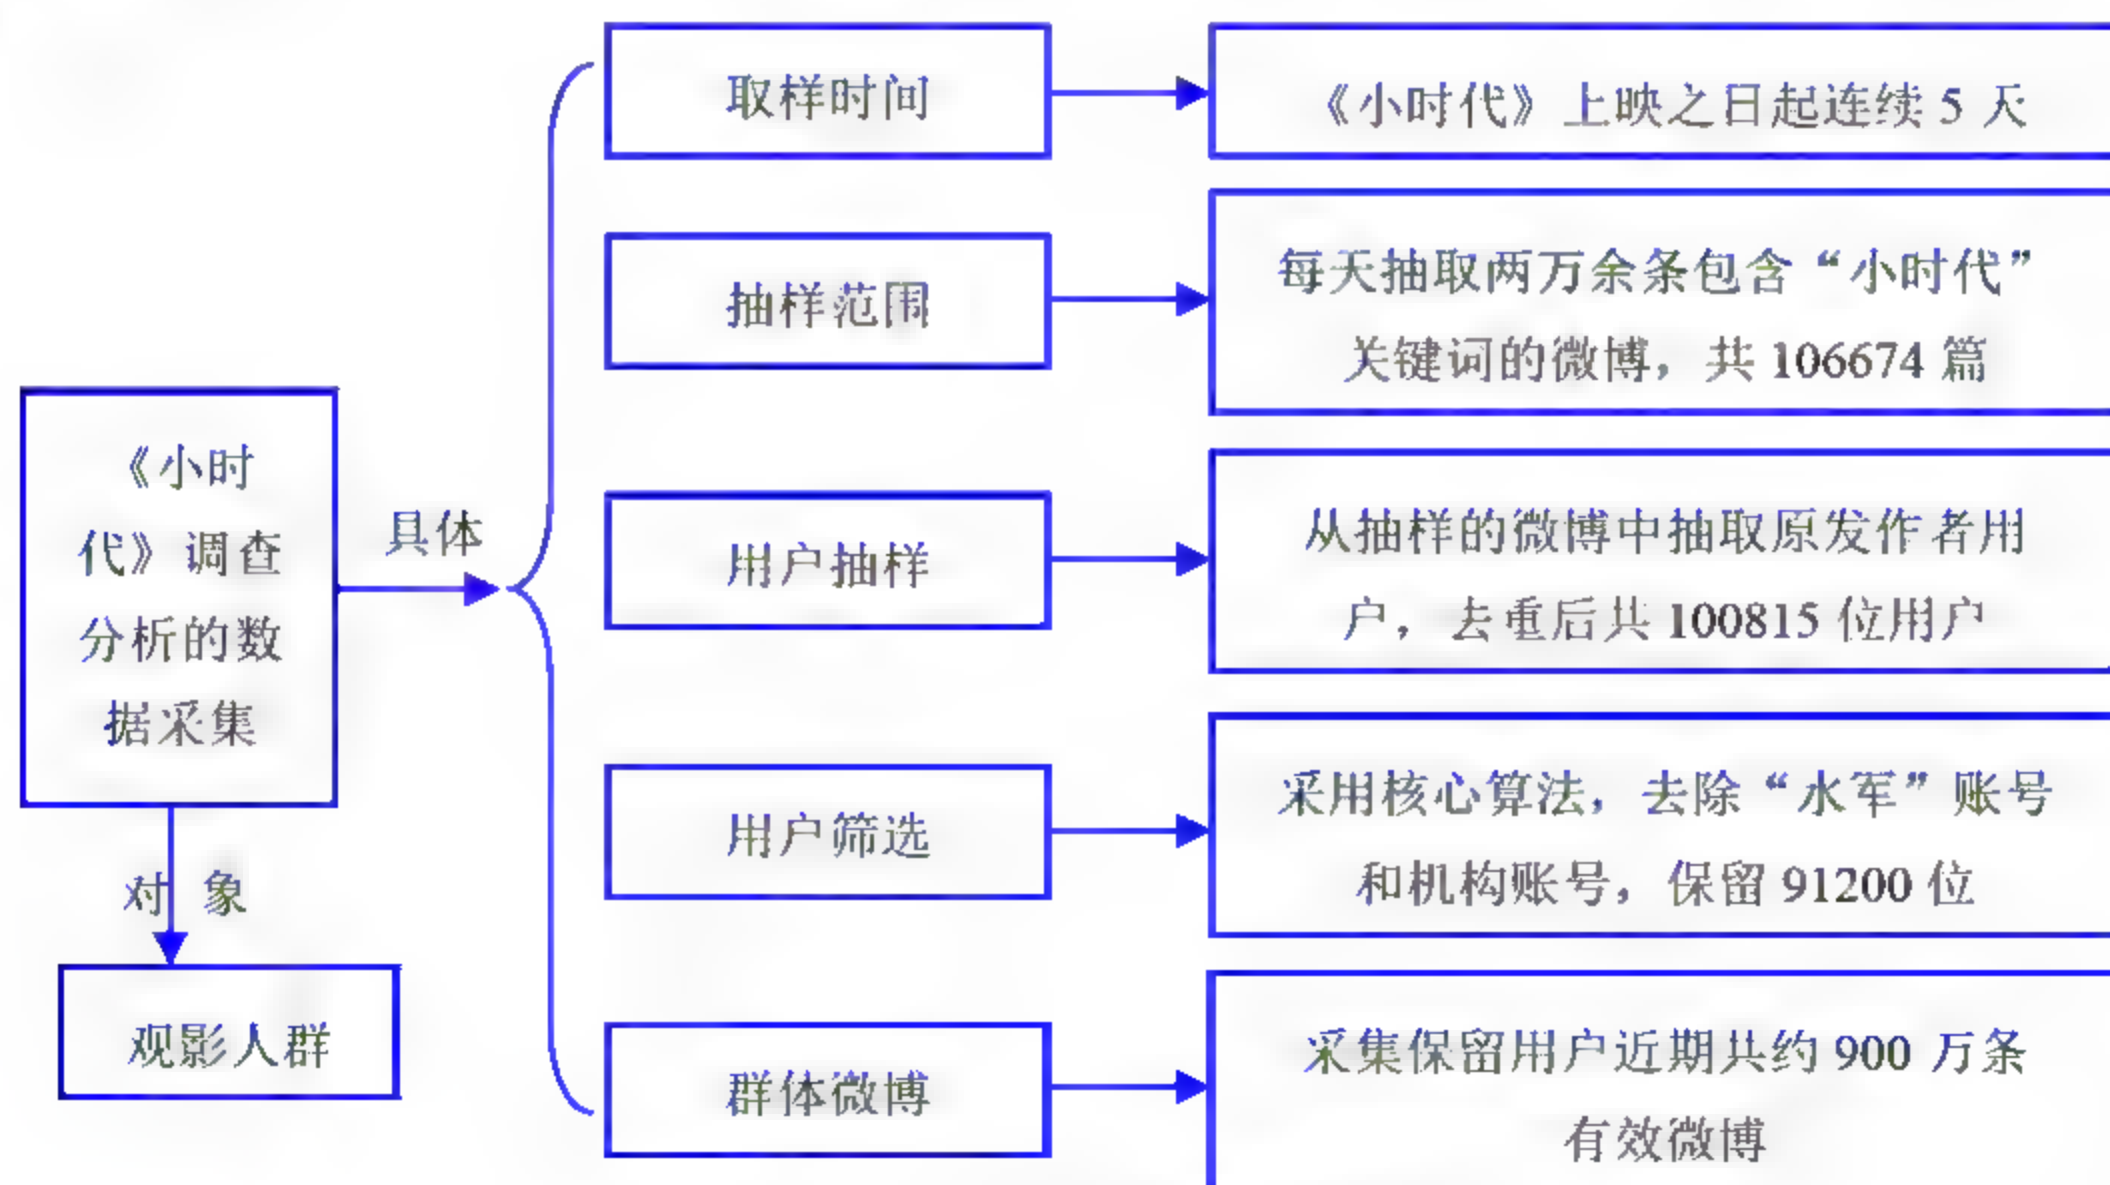 《小时
代》调查
分析的数
据采集
具体
对 象
观影人群
取样时间
《小时代》上映之日起连续 5 天
抽样范围
每天抽取两万余条包含“小时代”
关键词的微博，共 106674 篇
用户抽样
从抽样的微博中抽取原发作者用
户，去重后共 100815 位用户
用户筛选
采用核心算法，去除“水军”账号
和机构账号，保留 91200 位
群体微博
采集保留用户近期共约 900 万条
有效微博